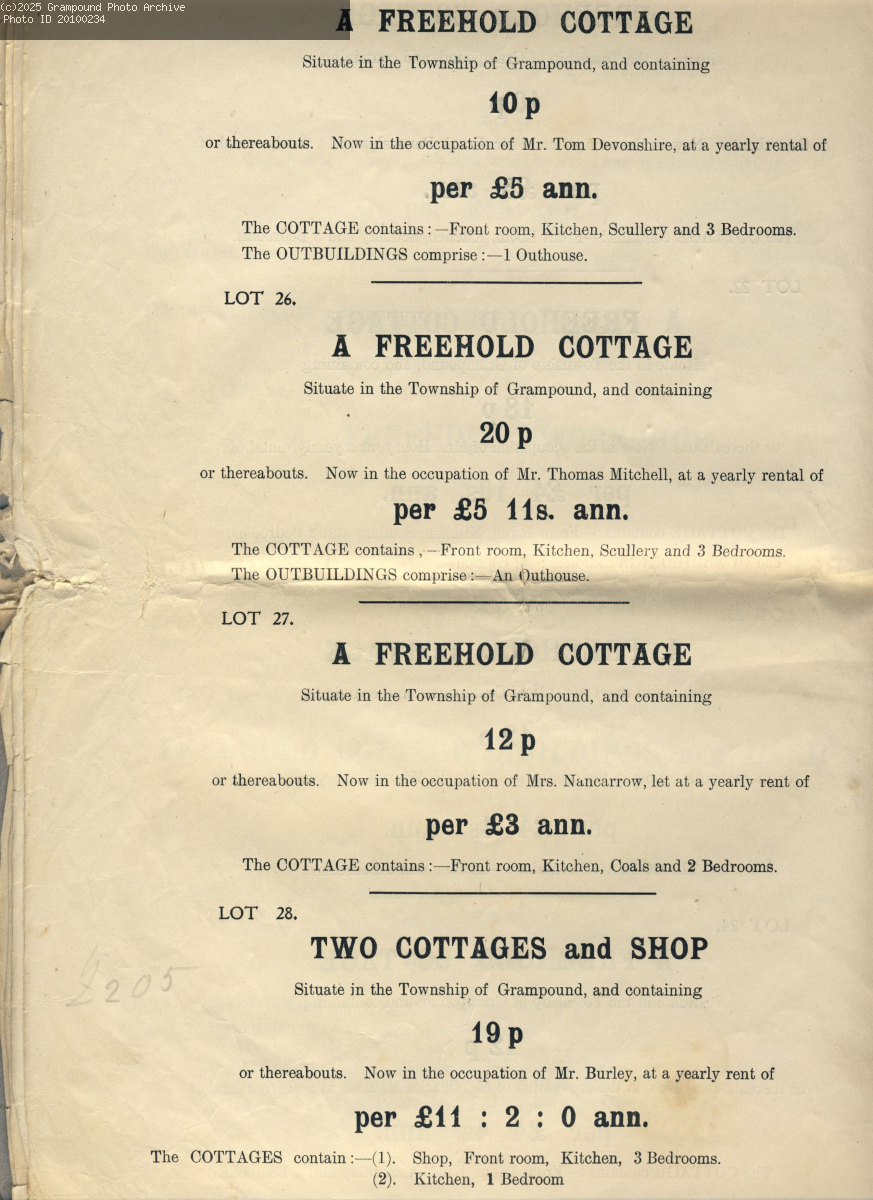 (c)2025 Grampound Photo Archive
Photo ID 20100234
A FREEHOLD COTTAGE
Situate in the Township of Grampound, and containing
10 p
or thereabouts. Now in the occupation of Mr. Tom Devonshire, at a yearly rental of
per £5 ann.
The COTTAGE contains :—Front room, Kitchen, Scullery and 3 Bedrooms.
The OUTBUILDINGS comprise :—1 Outhouse.
LOT 26.
A FREEHOLD COTTAGE
Situate in the Township of Grampound, and containing
20 p
or thereabouts. Now in the occupation of Mr. Thomas Mitchell, at a yearly rental of
per £5 11s. ann.
The COTTAGE contains ,—Front room, Kitchen, Scullery and 3 Bedrooms.
The OUTBUILDINGS comprise :—An Outhouse.
LOT 27.
A FREEHOLD COTTAGE
Situate in the Township of Grampound, and containing
12 p
or thereabouts. Now in the occupation of Mrs. Nancarrow, let at a yearly rent of
per £3 ann.
The COTTAGE contains :—Front room, Kitchen, Coals and 2 Bedrooms.
LOT 28.
TWO COTTAGES and SHOP
£205
Situate in the Township of Grampound, and containing
19 p
or thereabouts. Now in the occupation of Mr. Burley, at a yearly rent of
per £11 : 2 : 0 ann.
The COTTAGES contain :—(1). Shop, Front room, Kitchen, 3 Bedrooms.
(2). Kitchen, 1 Bedroom